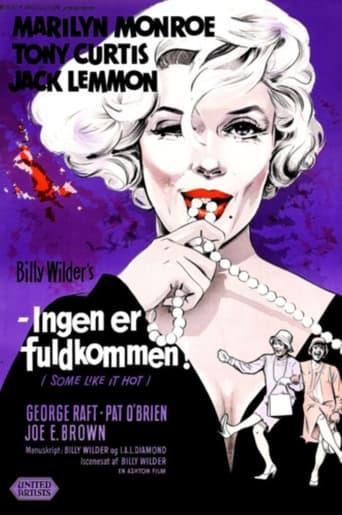 MARILYN MONROE
TONY CURTIS
JACK LEMMON
Billy Wilder's
-Ingen er
fuldkommen!
( SOME LIKE IT HOT )
GEORGE RAFT · PAT O'BRIEN
JOE E. BROWN
Manuskript: BILLY WILDER og I.A.L. DIAMOND
Iscenesat af BILLY WILDER
EN ASHTON FILM
UNITED
ARTISTS